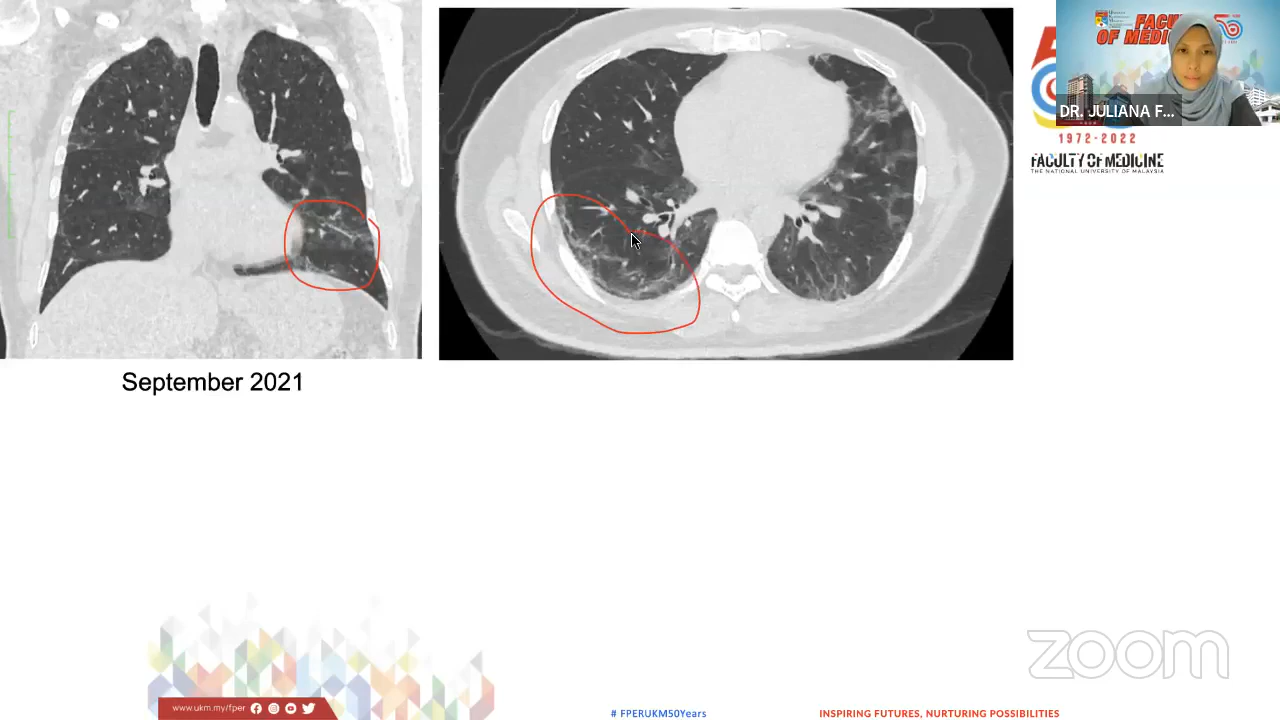 FACULTY
OF MEDICINE
DR. JULIANA F...
1972-2022
FACULTY OF MEDICINE
THE NATIONAL UNIVERSITY OF MALAYSIA
September 2021
zoom
www.ukm.my/fper
# FPERUKM50Years
INSPIRING FUTURES, NURTURING POSSIBILITIES